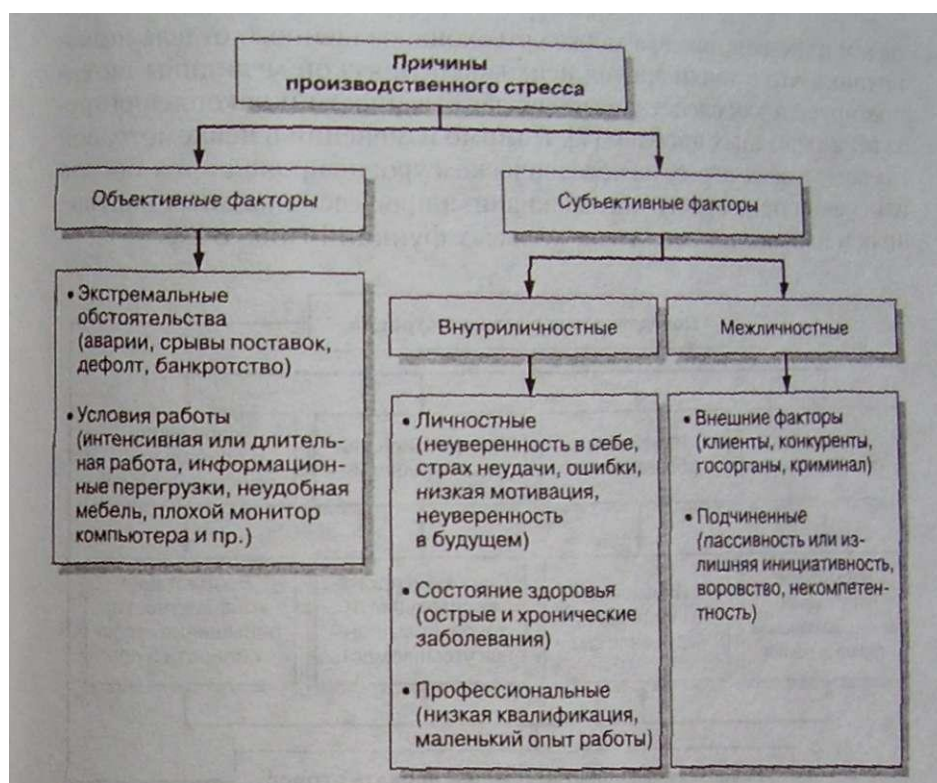 Причины
производственного стресса
Объективные факторы
Субъективные факторы
• Экстремальные
обстоятельства
(аварии, срывы поставок,
дефолт, банкротство)
• Условия работы
(интенсивная или длитель-
ная работа, информацион-
ные перегрузки, неудобная
мебель, плохой монитор
компьютера и пр.)
Внутриличностные
Межличностные
• Личностные
(неуверенность в себе,
страх неудачи, ошибки,
низкая мотивация,
неуверенность
в будущем)
• Состояние здоровья
(острые и хронические
заболевания)
• Профессиональные
(низкая квалификация,
маленький опыт работы)
• Внешние факторы
(клиенты, конкуренты,
госорганы, криминал)
• Подчиненные
(пассивность или из-
лишняя инициативность,
воровство, некомпетен-
тность)